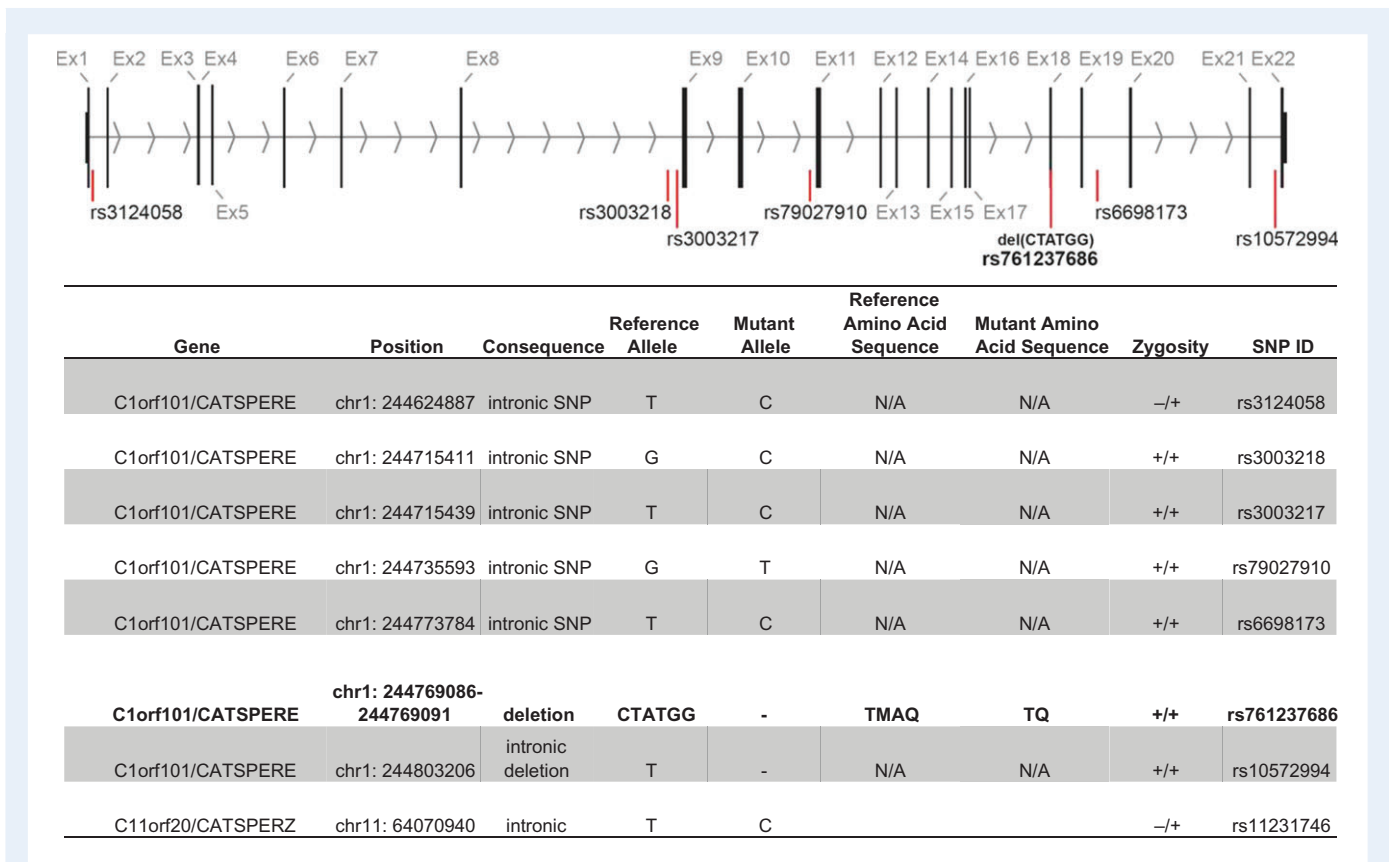 Ex1 Ex2 Ex3 Ex4 Ex6 Ex7 Ex8 Ex9 Ex10 Ex11 Ex12 Ex14 Ex16 Ex18 Ex19 Ex20 Ex21 Ex22
rs3124058 Ex5 rs3003218 rs79027910 Ex13 Ex15 Ex17 rs6698173
rs3003217 del(CTATGG) rs10572994
rs761237686
Reference
Reference Mutant Amino Acid Mutant Amino
Gene Position Consequence Allele Allele Sequence Acid Sequence Zygosity SNP ID
C1orf101/CATSPERE chr1: 244624887 intronic SNP T C N/A N/A –/+ rs3124058
C1orf101/CATSPERE chr1: 244715411 intronic SNP G C N/A N/A +/+ rs3003218
C1orf101/CATSPERE chr1: 244715439 intronic SNP T C N/A N/A +/+ rs3003217
C1orf101/CATSPERE chr1: 244735593 intronic SNP G T N/A N/A +/+ rs79027910
C1orf101/CATSPERE chr1: 244773784 intronic SNP T C N/A N/A +/+ rs6698173
chr1: 244769086-
C1orf101/CATSPERE 244769091 deletion CTATGG - TMAQ TQ +/+ rs761237686
intronic
C1orf101/CATSPERE chr1: 244803206 deletion T - N/A N/A +/+ rs10572994
C11orf20/CATSPERZ chr11: 64070940 intronic T C –/+ rs11231746